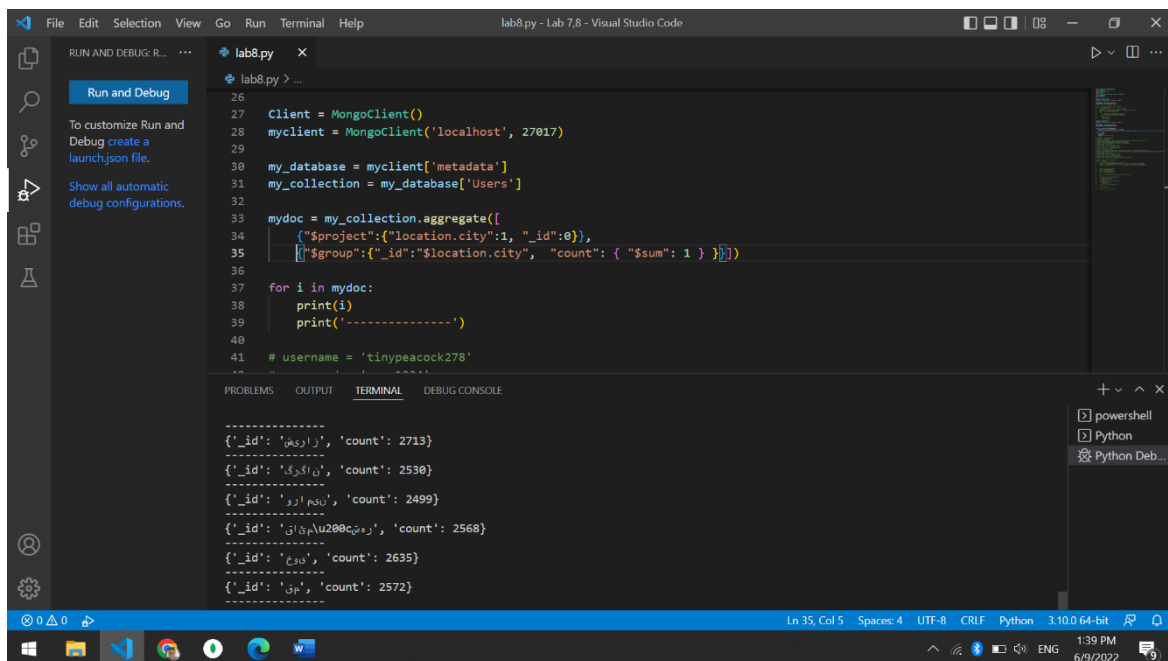 File Edit Selection View Go Run Terminal Help
lab8.py - Lab 7,8 - Visual Studio Code
RUN AND DEBUG: R...
Run and Debug
To customize Run and
Debug create a
launch.json file.
Show all automatic
debug configurations.
lab8.py
lab8.py > ...
26
27 Client = MongoClient()
28 myclient = MongoClient('localhost', 27017)
29
30 my_database = myclient['metadata']
31 my_collection = my_database['Users']
32
33 mydoc = my_collection.aggregate([
34 {"$project":{"location.city":1, "_id":0}},
35 {"$group":{"_id":"$location.city", "count": { "$sum": 1 } }}])
36
37 for i in mydoc:
38 print(i)
39 print('---------------')
40
41 # username = 'tinypeacock278'
PROBLEMS OUTPUT TERMINAL DEBUG CONSOLE
powershell
Python
Python Deb...
---------------
{'_id': 'زاریش', 'count': 2713}
---------------
{'_id': 'ناگرگ', 'count': 2530}
---------------
{'_id': 'نیمارو', 'count': 2499}
---------------
{'_id': 'مئاق\u200cرهش', 'count': 2568}
---------------
{'_id': 'یوخ', 'count': 2635}
---------------
{'_id': 'مق', 'count': 2572}
---------------
0 0 Ln 35, Col 5 Spaces: 4 UTF-8 CRLF Python 3.10.0 64-bit
ENG
1:39 PM
6/9/2022
9